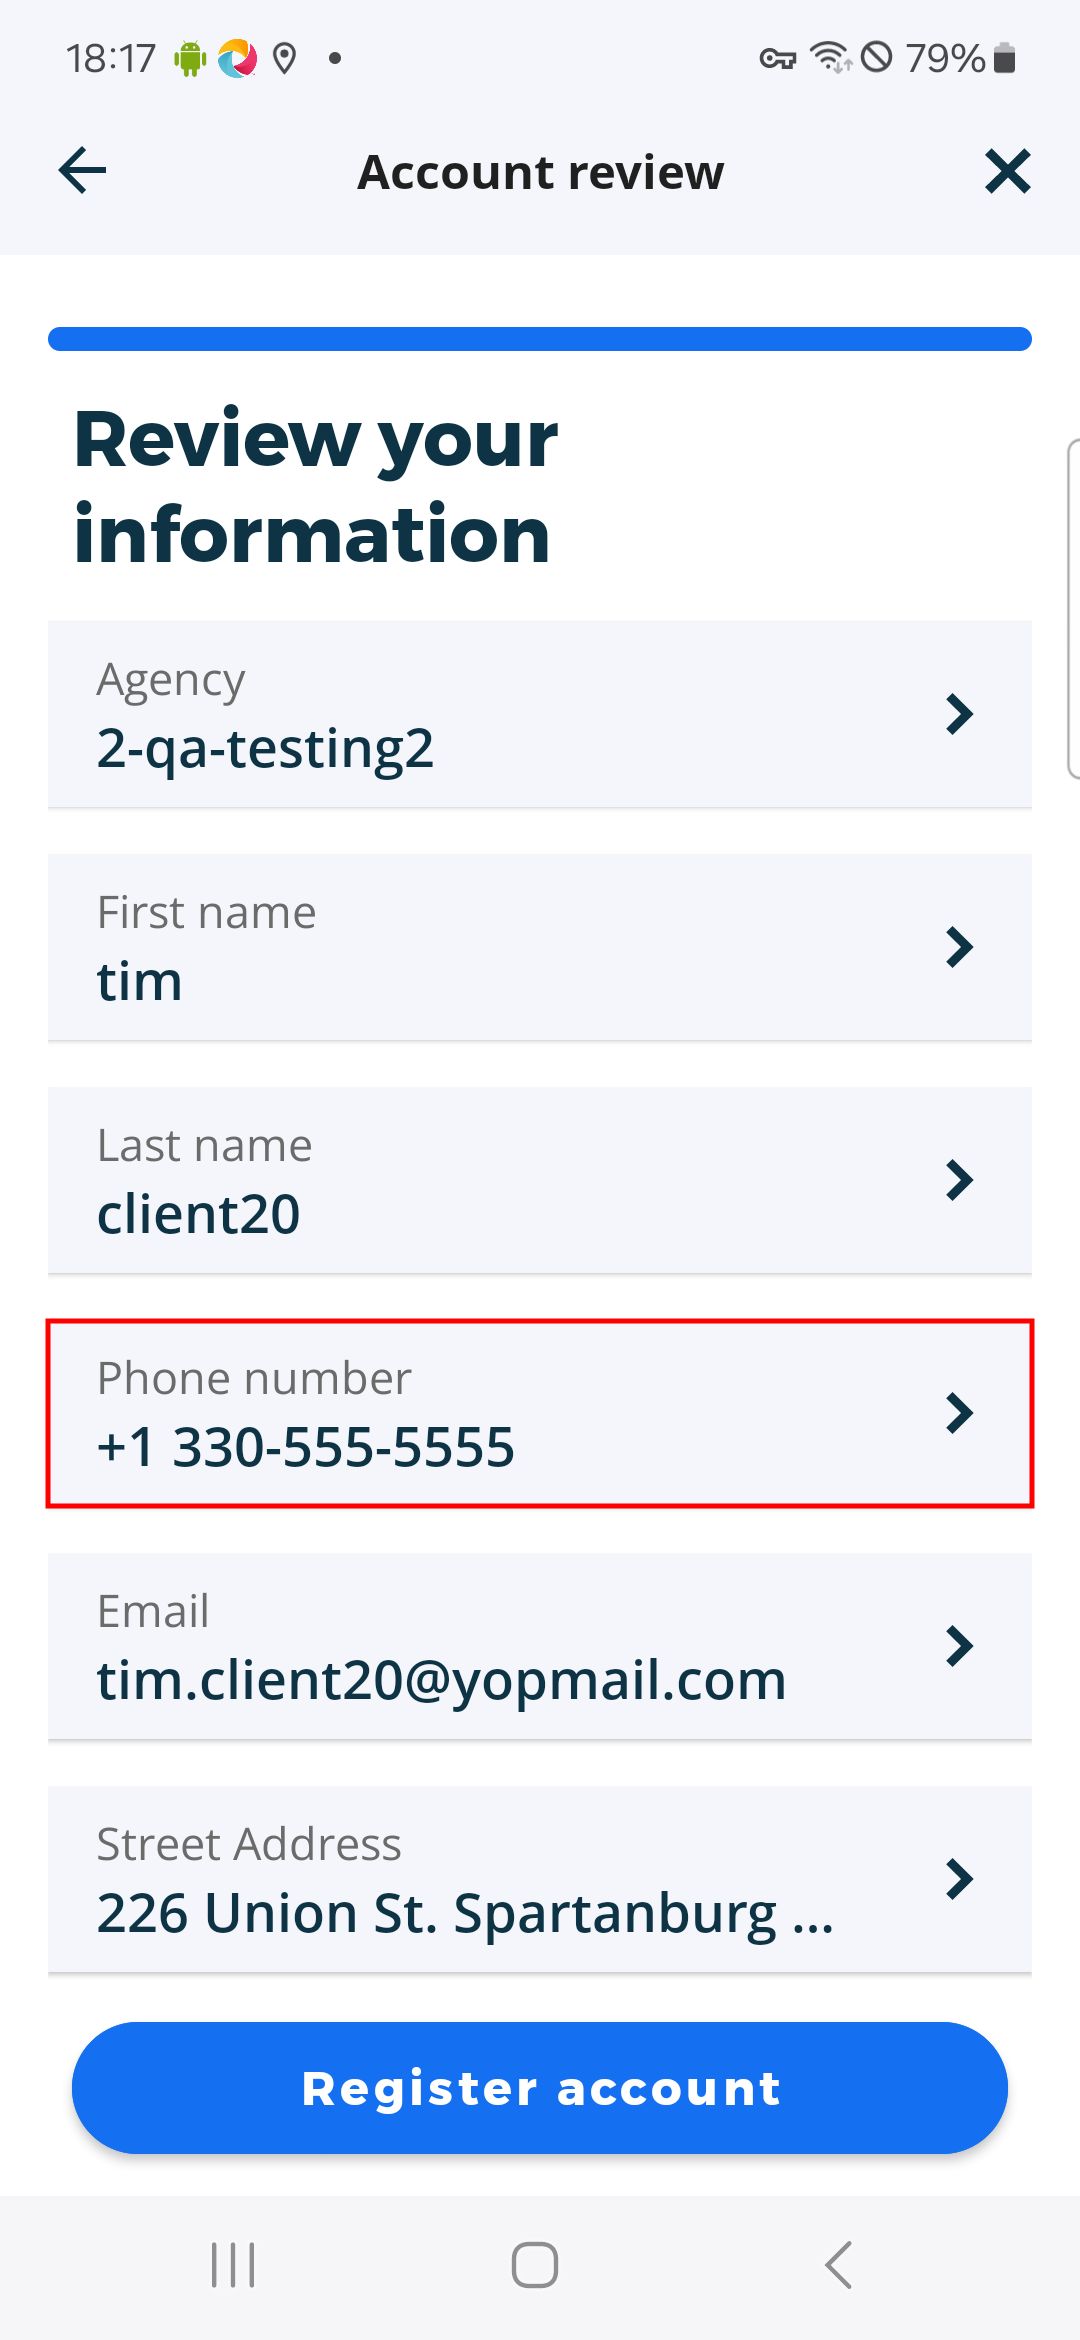 18:17
79%
Account review
Review your
information
Agency
2-qa-testing2
First name
tim
Last name
client20
Phone number
+1 330-555-5555
Email
tim.client20@yopmail.com
Street Address
226 Union St. Spartanburg ...
Register account